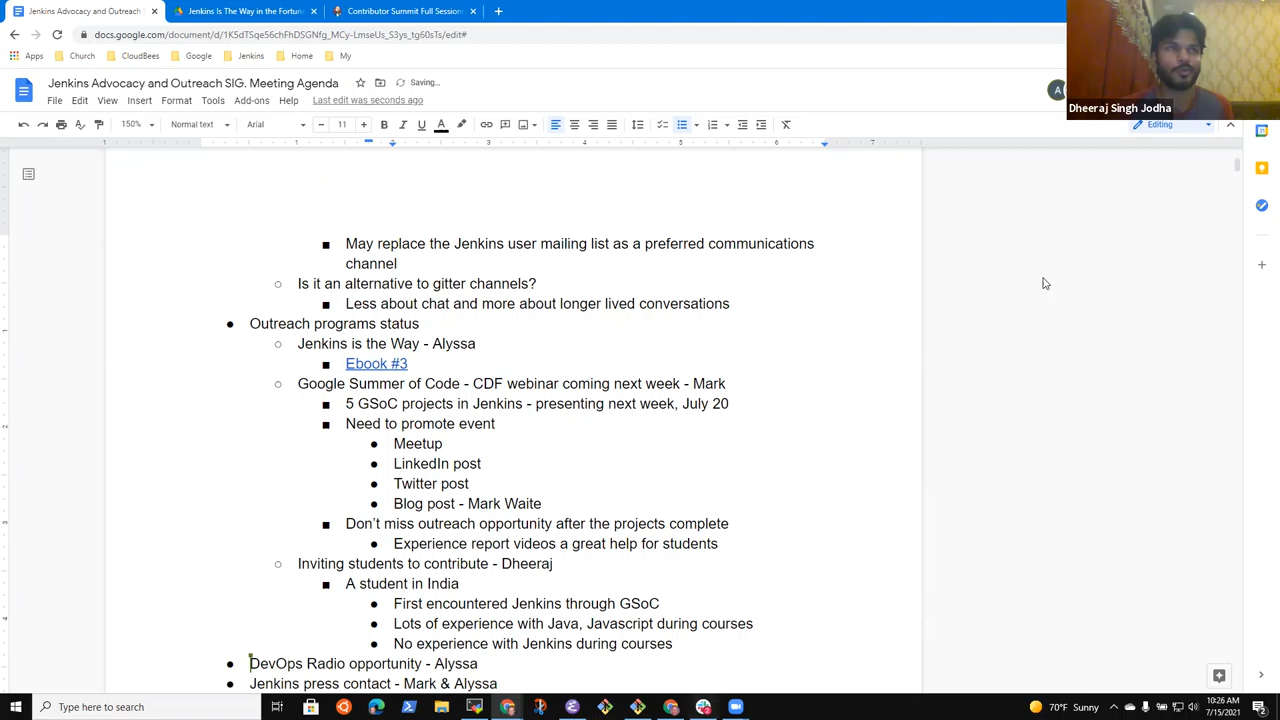 Jenkins Advocacy and Outreach S
Jenkins Is The Way in the Fortun
Contributor Summit Full Session
docs.google.com/document/d/1K5dTSqe56chFhDSGNfg_MCy-LmseUs_S3ys_tg60sTs/edit#
Apps Church CloudBees Google Jenkins Home My
Jenkins Advocacy and Outreach SIG. Meeting Agenda Saving...
File Edit View Insert Format Tools Add-ons Help Last edit was seconds ago
A
Dheeraj Singh Jodha
150% Normal text Arial 11 Editing
1 2 3 4 5 6 7
May replace the Jenkins user mailing list as a preferred communications
channel
Is it an alternative to gitter channels?
Less about chat and more about longer lived conversations
Outreach programs status
Jenkins is the Way - Alyssa
Ebook #3
Google Summer of Code - CDF webinar coming next week - Mark
5 GSoC projects in Jenkins - presenting next week, July 20
Need to promote event
Meetup
LinkedIn post
Twitter post
Blog post - Mark Waite
Don't miss outreach opportunity after the projects complete
Experience report videos a great help for students
Inviting students to contribute - Dheeraj
A student in India
First encountered Jenkins through GSoC
Lots of experience with Java, Javascript during courses
No experience with Jenkins during courses
DevOps Radio opportunity - Alyssa
Jenkins press contact - Mark & Alyssa
Type here to search
70°F Sunny
10:26 AM
7/15/2021